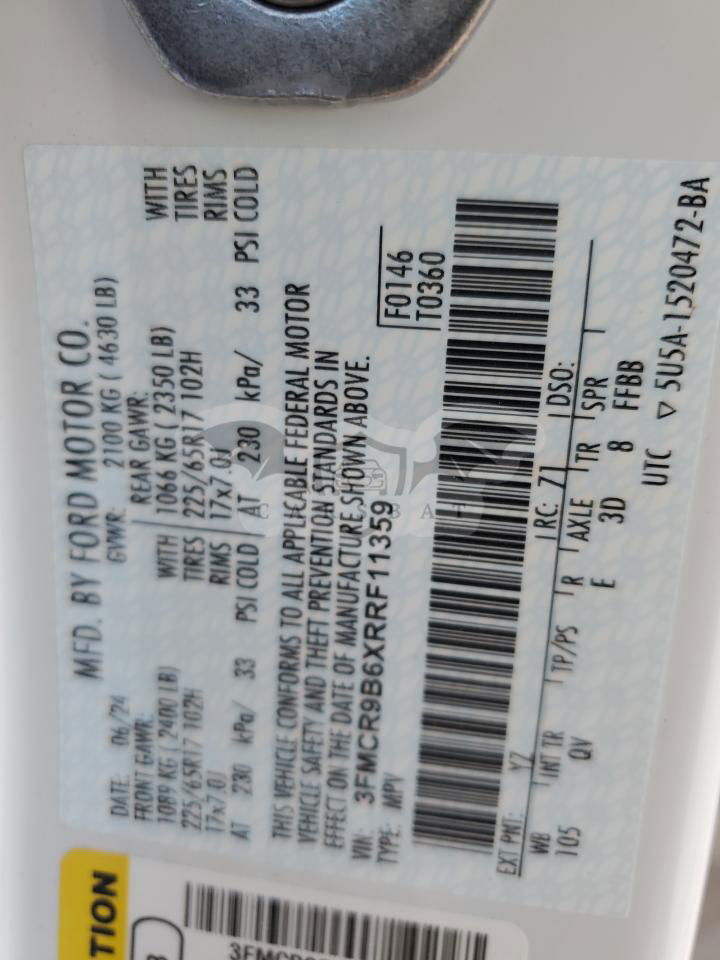 MFD. BY FORD MOTOR CO.
DATE: 06/24 GVWR: 2100 KG ( 4630 LB)
FRONT GAWR: REAR GAWR:
1089 KG ( 2400 LB) WITH 1066 KG ( 2350 LB) WITH
225/65R17 102H TIRES 225/65R17 102H TIRES
17x7.0J RIMS 17x7.0J RIMS
AT 230 kPa/ 33 PSI COLD AT 230 kPa/ 33 PSI COLD
THIS VEHICLE CONFORMS TO ALL APPLICABLE FEDERAL MOTOR
VEHICLE SAFETY AND THEFT PREVENTION STANDARDS IN
EFFECT ON THE DATE OF MANUFACTURE SHOWN ABOVE.
VIN: 3FMCR9B6XRRF11359 F0146
TYPE: MPV T0360
EXT PNT: YZ RC: 71 DSO:
WB INT TR TP/PS R AXLE TR SPR
105 QV E 3D 8 FFBB
UTC ▽ 5U5A-1520472-BA